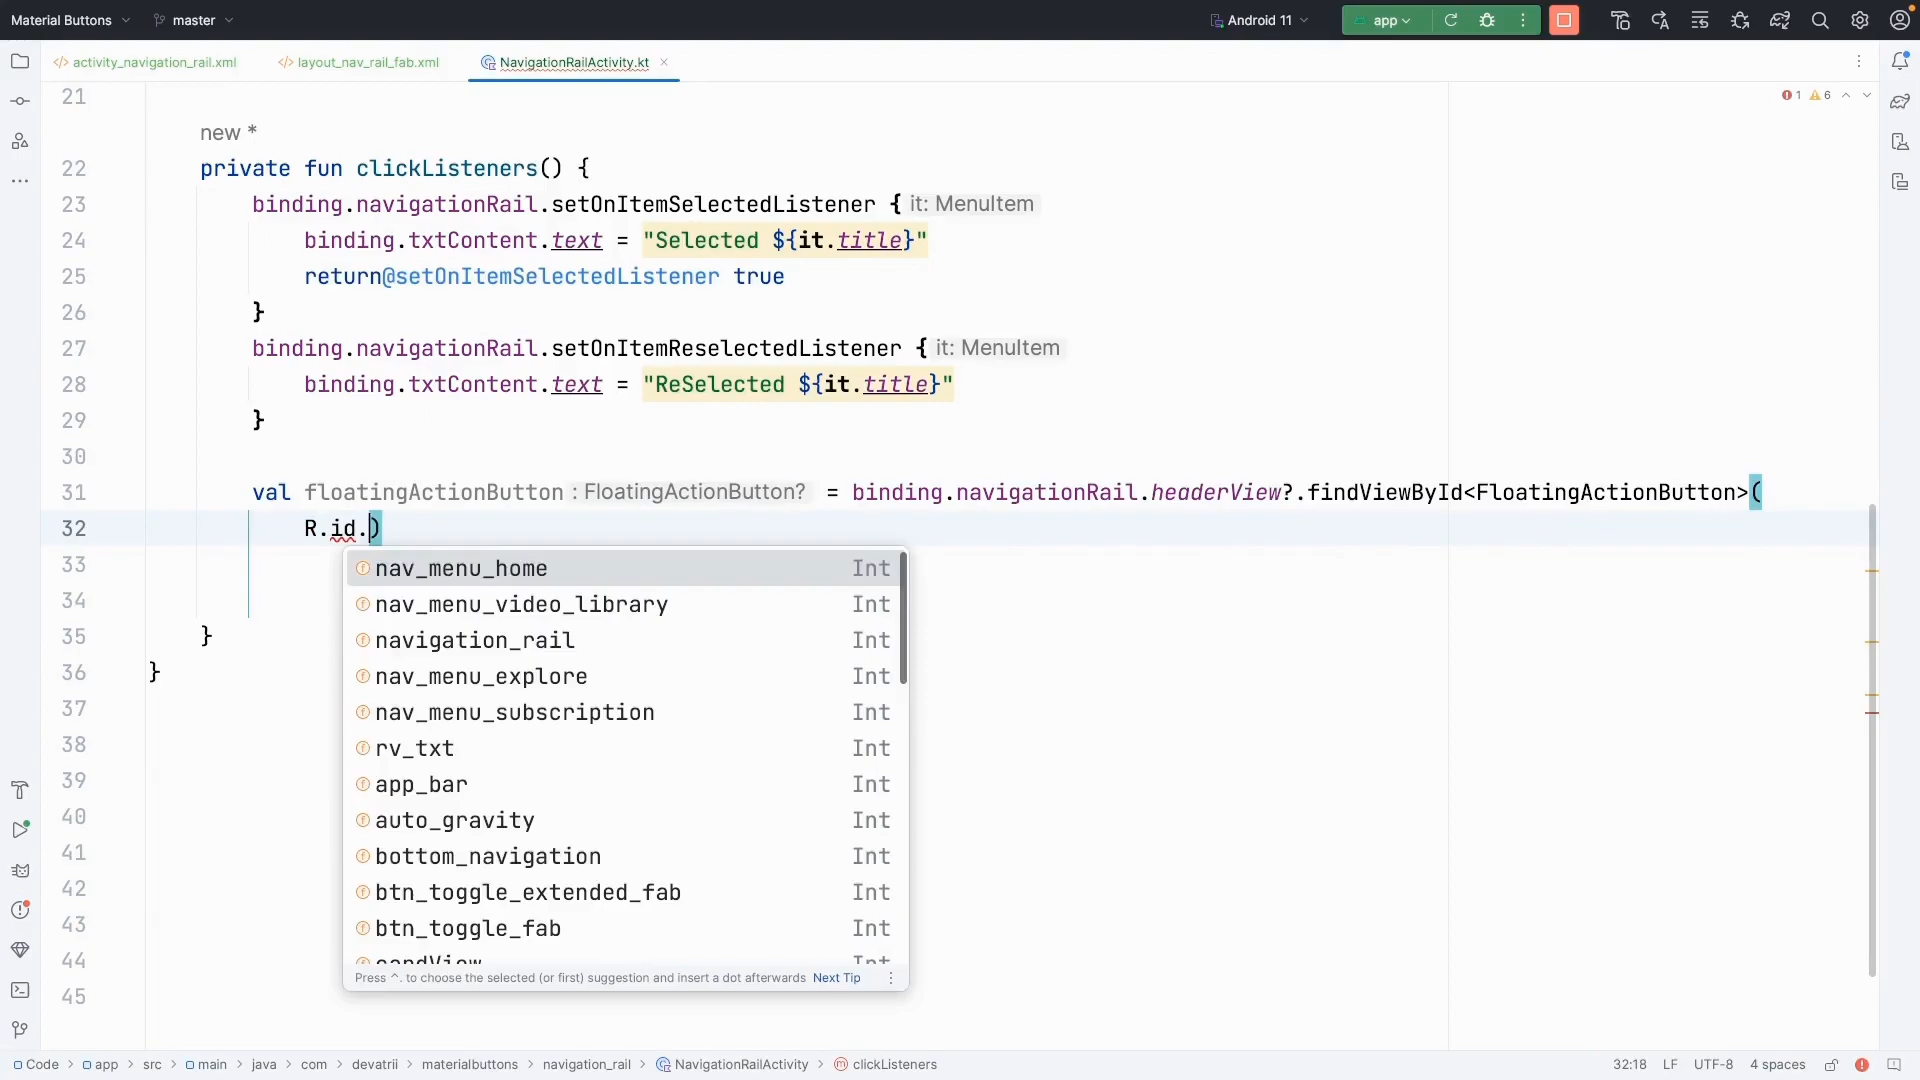 Material Buttons
master
Android 11
app
activity_navigation_rail.xml
layout_nav_rail_fab.xml
NavigationRailActivity.kt
1 6
21
new *
22 private fun clickListeners() {
23 binding.navigationRail.setOnItemSelectedListener { it: MenuItem
24 binding.txtContent.text = "Selected ${it.title}"
25 return@setOnItemSelectedListener true
26 }
27 binding.navigationRail.setOnItemReselectedListener { it: MenuItem
28 binding.txtContent.text = "ReSelected ${it.title}"
29 }
30
31 val floatingActionButton : FloatingActionButton? = binding.navigationRail.headerView?.findViewById<FloatingActionButton>(
32 R.id.)
33
34
35 }
36 }
37
38
39
40
41
42
43
44
45
nav_menu_home Int
nav_menu_video_library Int
navigation_rail Int
nav_menu_explore Int
nav_menu_subscription Int
rv_txt Int
app_bar Int
auto_gravity Int
bottom_navigation Int
btn_toggle_extended_fab Int
btn_toggle_fab Int
Int
Press ^. to choose the selected (or first) suggestion and insert a dot afterwards Next Tip
Code > app > src > main > java > com > devatrii > materialbuttons > navigation_rail > NavigationRailActivity > clickListeners
32:18 LF UTF-8 4 spaces